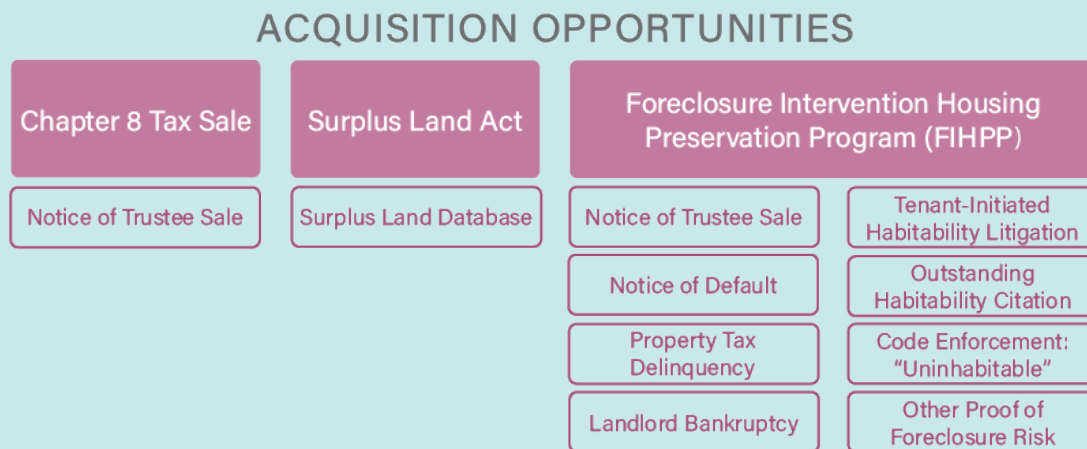 ACQUISITION OPPORTUNITIES
Chapter 8 Tax Sale
Notice of Trustee Sale
Surplus Land Act
Surplus Land Database
Foreclosure Intervention Housing
Preservation Program (FIHPP)
Notice of Trustee Sale
Notice of Default
Property Tax
Delinquency
Landlord Bankruptcy
Tenant-Initiated
Habitability Litigation
Outstanding
Habitability Citation
Code Enforcement:
“Uninhabitable”
Other Proof of
Foreclosure Risk